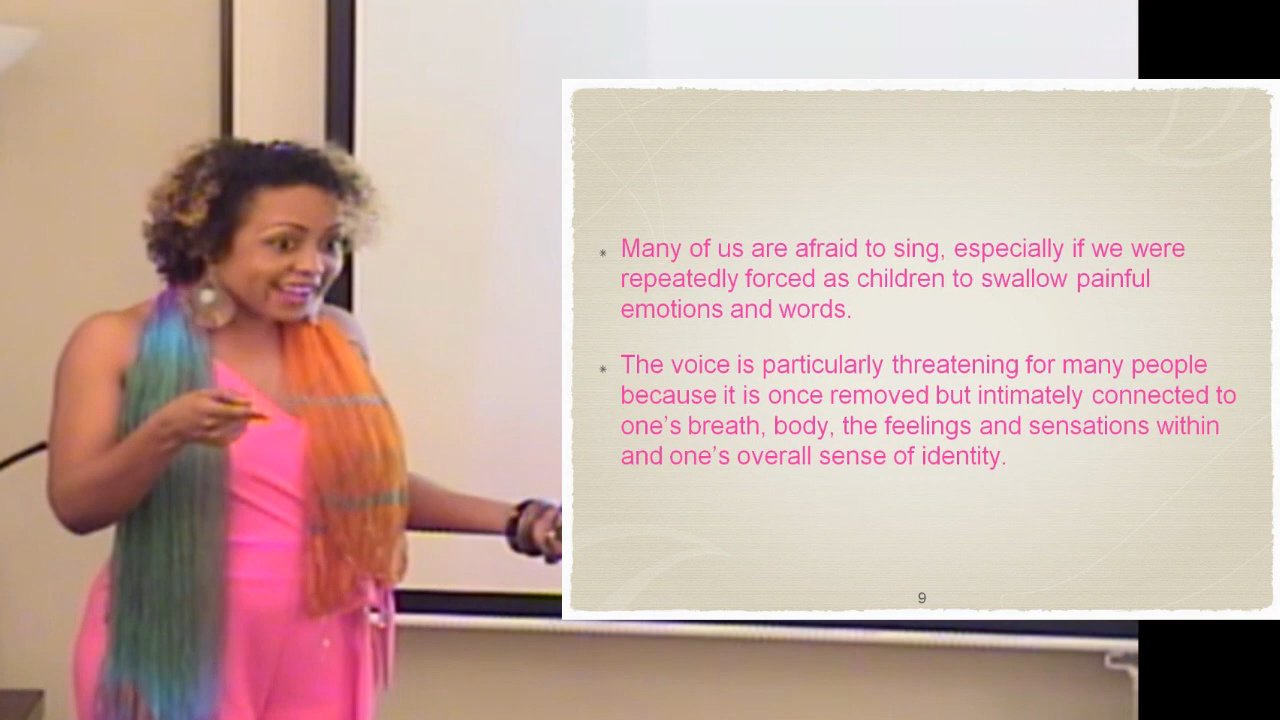 Many of us are afraid to sing, especially if we were
repeatedly forced as children to swallow painful
emotions and words.
The voice is particularly threatening for many people
because it is once removed but intimately connected to
one’s breath, body, the feelings and sensations within
and one’s overall sense of identity.
9